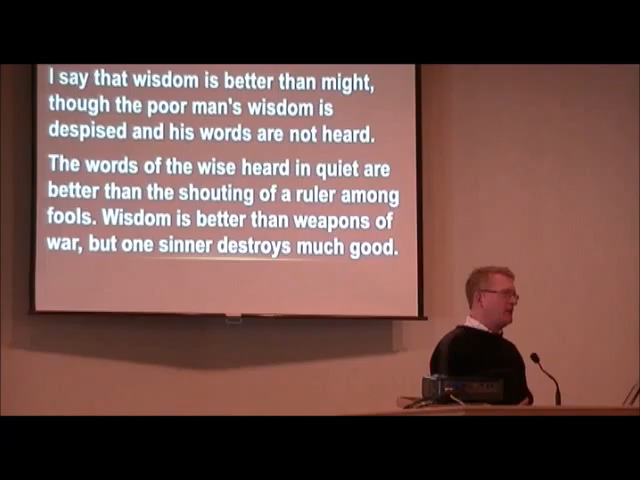 I say that wisdom is better than might,
though the poor man's wisdom is
despised and his words are not heard.
The words of the wise heard in quiet are
better than the shouting of a ruler among
fools. Wisdom is better than weapons of
war, but one sinner destroys much good.